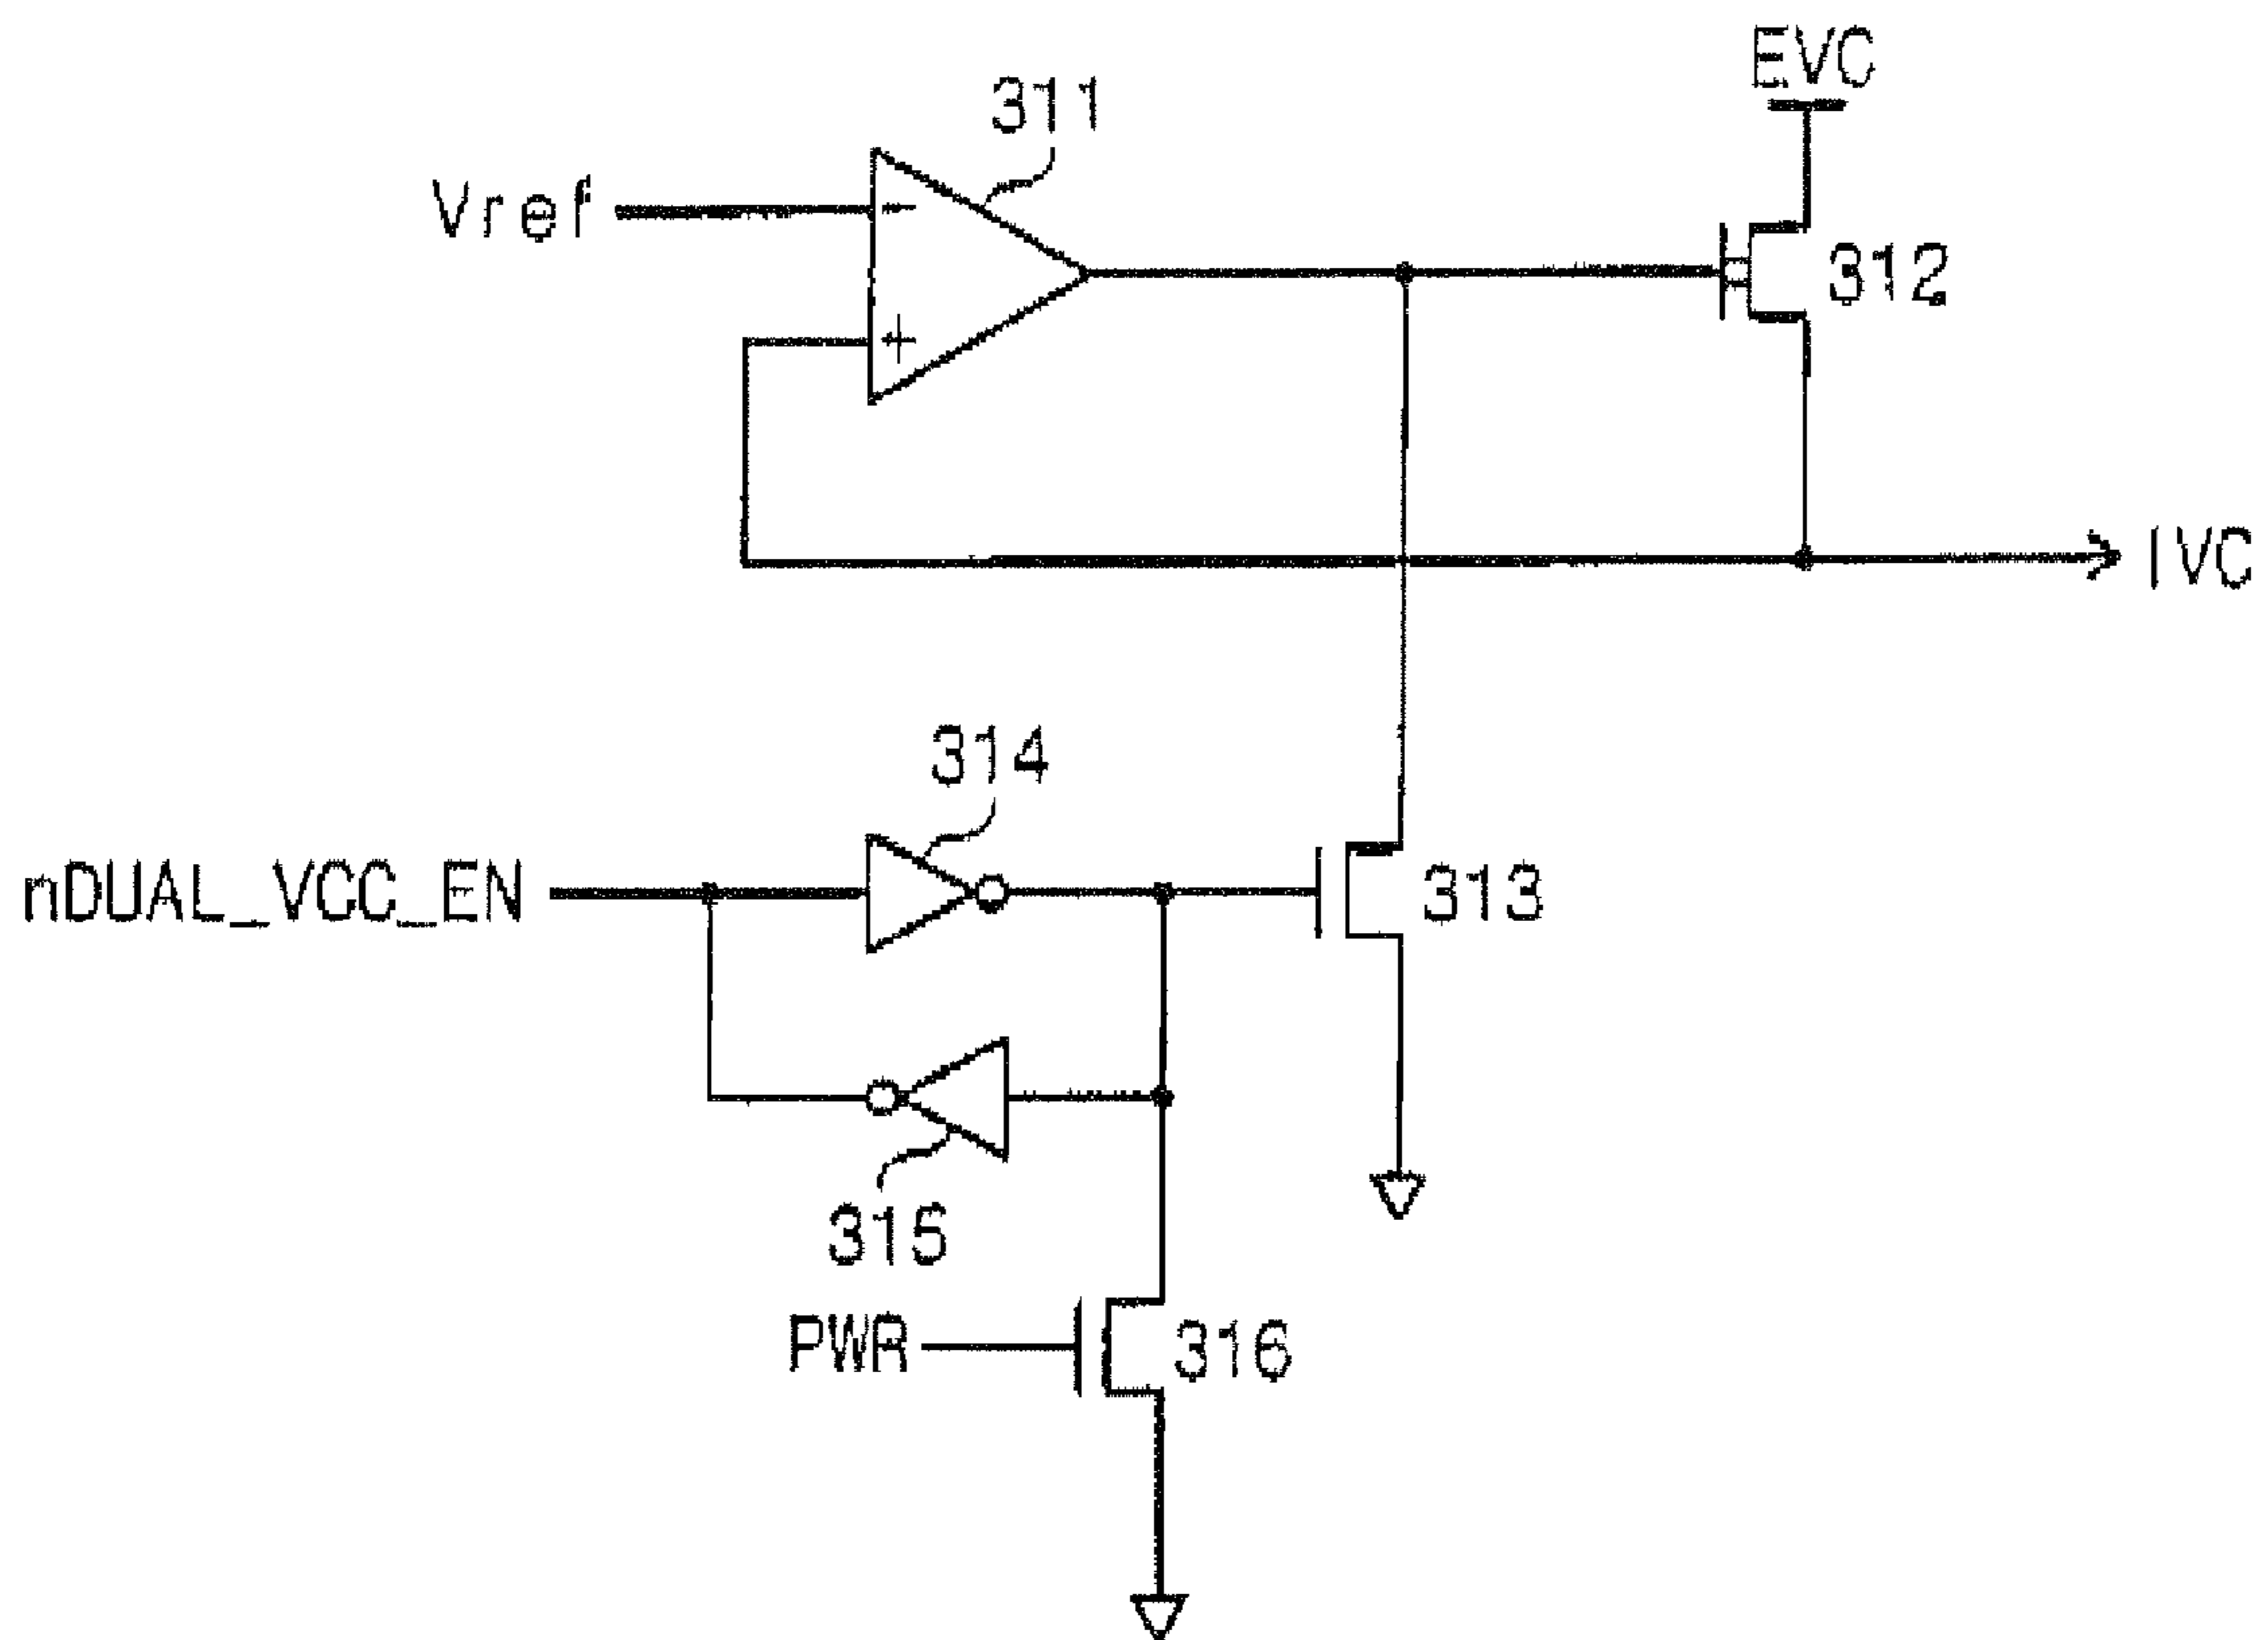 EVC
311
Vref
-
312
+
IVC
314
nDUAL_VCC_EN
313
315
PWR
316